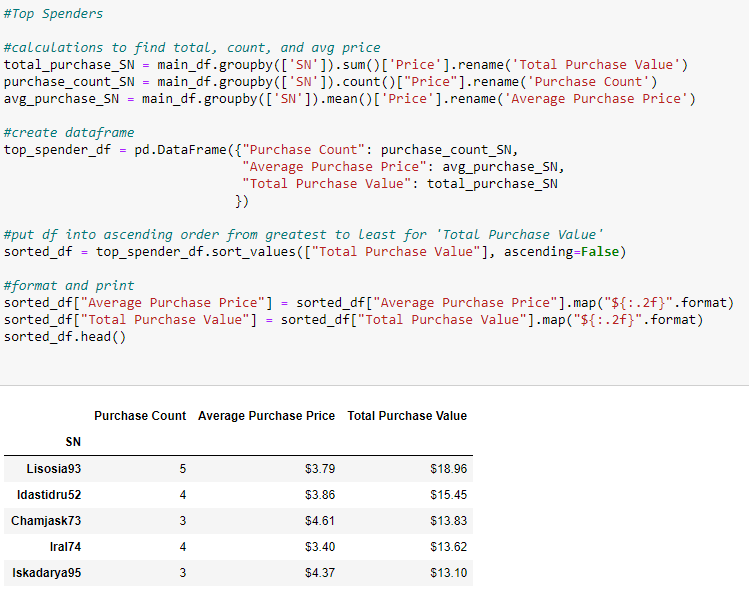 #Top Spenders
#calculations to find total, count, and avg price
total_purchase_SN = main_df.groupby(['SN']).sum()['Price'].rename('Total Purchase Value')
purchase_count_SN = main_df.groupby(['SN']).count()["Price"].rename('Purchase Count')
avg_purchase_SN = main_df.groupby(['SN']).mean()['Price'].rename('Average Purchase Price')
#create dataframe
top_spender_df = pd.DataFrame({"Purchase Count": purchase_count_SN,
"Average Purchase Price": avg_purchase_SN,
"Total Purchase Value": total_purchase_SN
})
#put df into ascending order from greatest to least for 'Total Purchase Value'
sorted_df = top_spender_df.sort_values(["Total Purchase Value"], ascending=False)
#format and print
sorted_df["Average Purchase Price"] = sorted_df["Average Purchase Price"].map("${:.2f}".format)
sorted_df["Total Purchase Value"] = sorted_df["Total Purchase Value"].map("${:.2f}".format)
sorted_df.head()
Purchase Count Average Purchase Price Total Purchase Value
SN
Lisosia93 5 $3.79 $18.96
Idastidru52 4 $3.86 $15.45
Chamjask73 3 $4.61 $13.83
Iral74 4 $3.40 $13.62
Iskadarya95 3 $4.37 $13.10